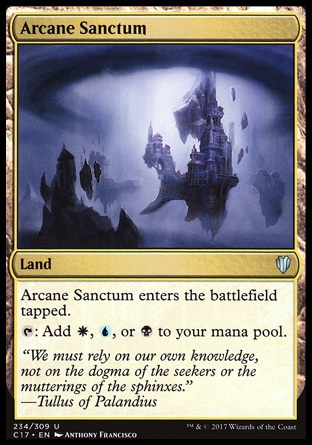 Arcane Sanctum
Land
Arcane Sanctum enters the battlefield
tapped.
: Add , , or to your mana pool.
“We must rely on our own knowledge,
not on the dogma of the seekers or the
mutterings of the sphinxes.”
—Tullus of Palandius
234/309 U
C17 • EN Anthony Francisco
™ & © 2017 Wizards of the Coast